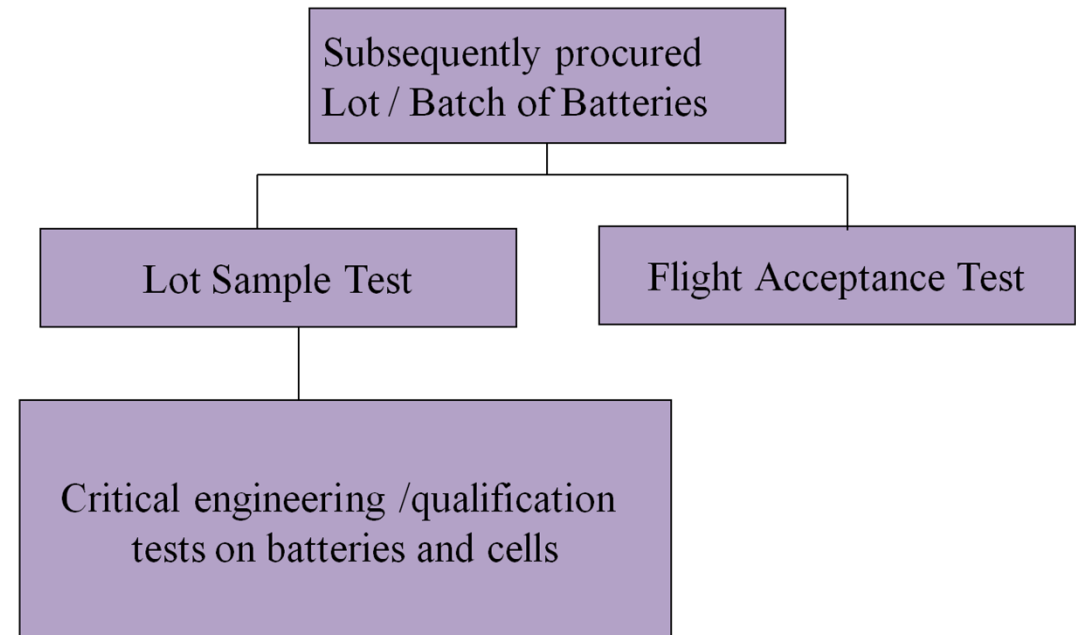 Subsequently procured
Lot / Batch of Batteries
Lot Sample Test
Flight Acceptance Test
Critical engineering /qualification
tests on batteries and cells